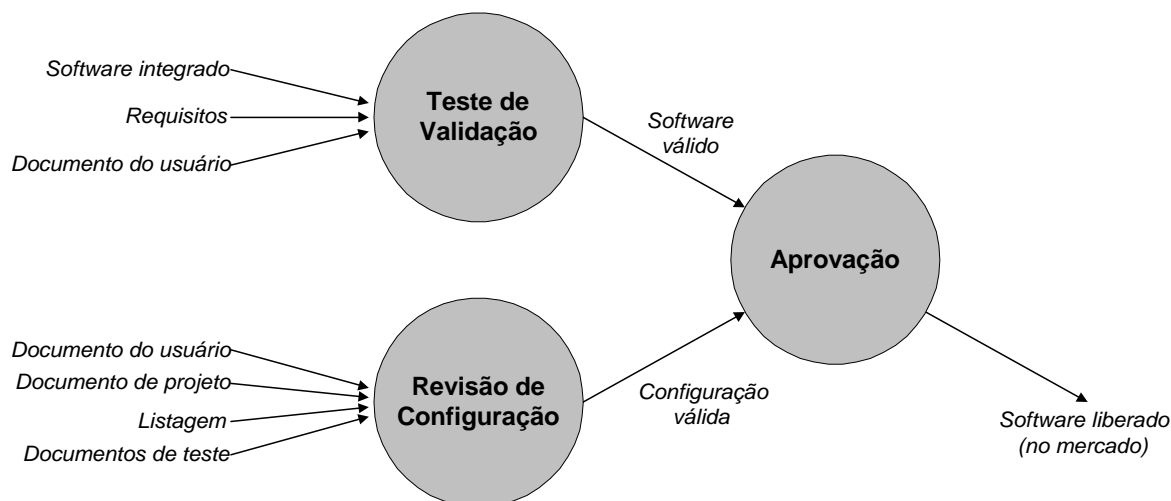 Software integrado
Requisitos
Documento do usuário
Teste de
Validação
Software
válido
Aprovação
Documento do usuário
Documento de projeto
Listagem
Documentos de teste
Revisão de
Configuração
Configuração
válida
Software liberado
(no mercado)